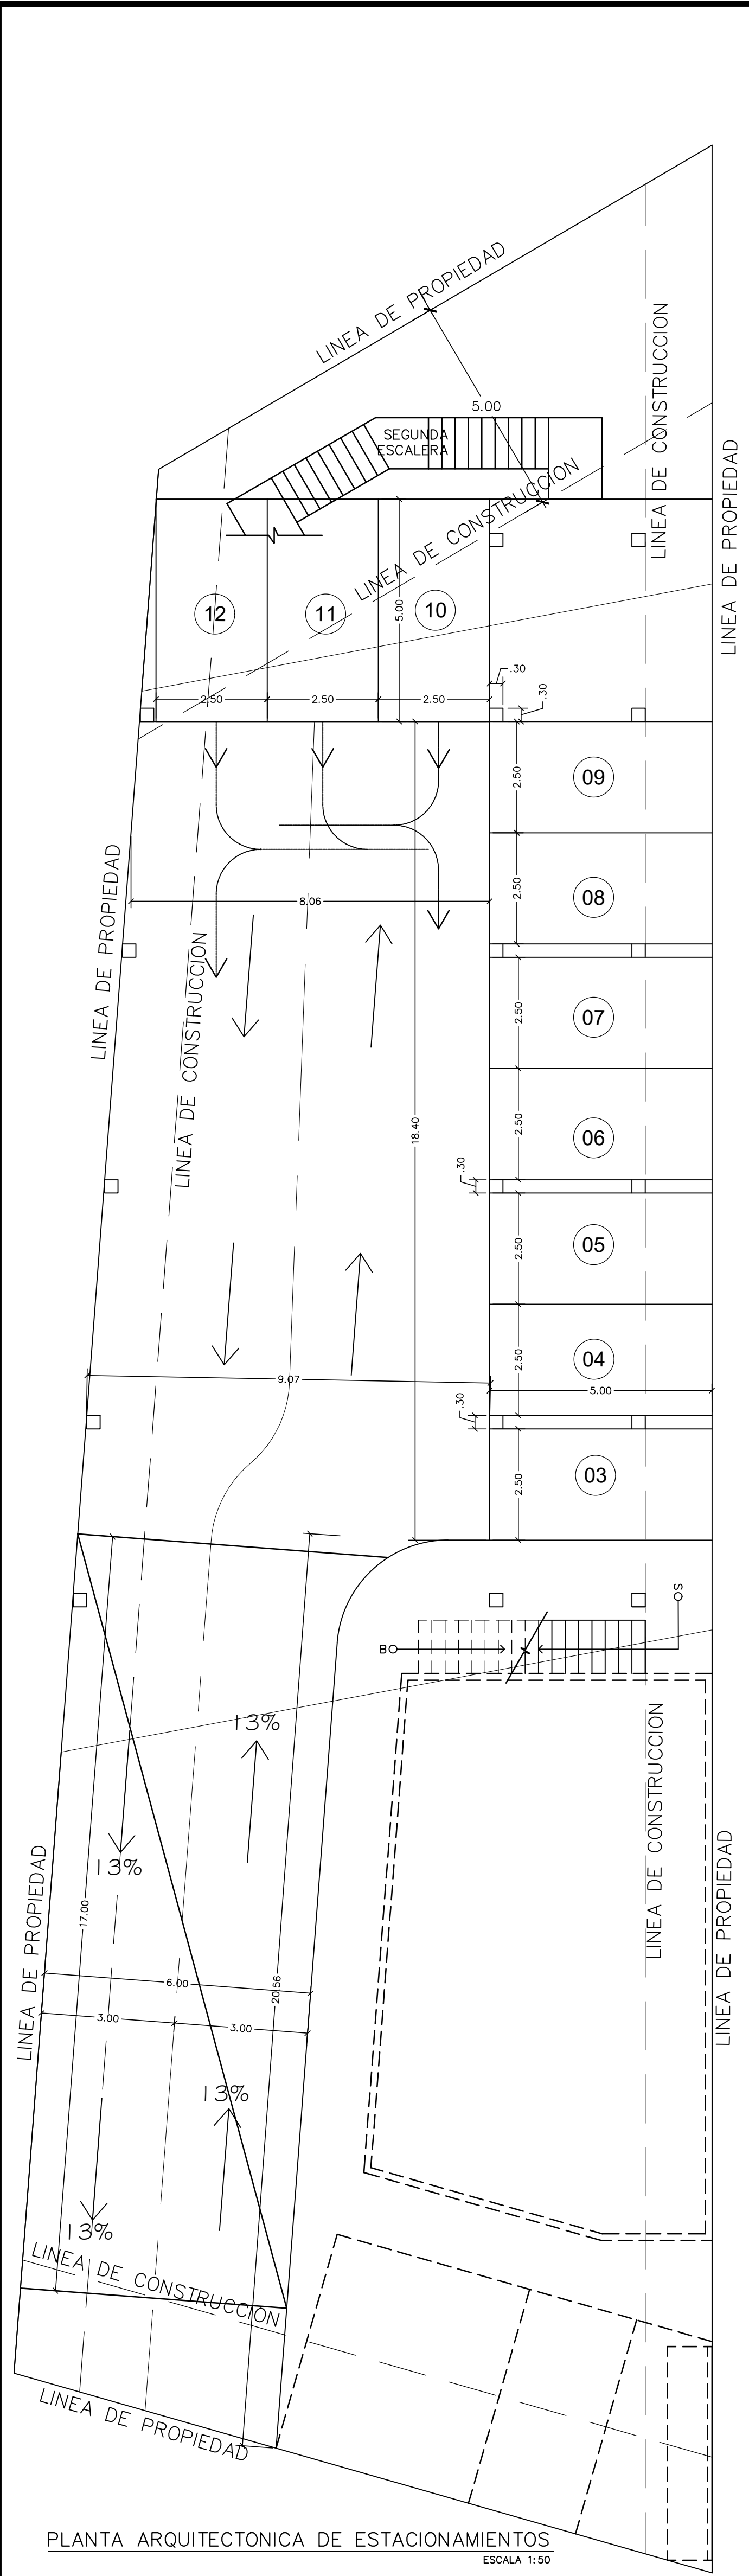 LINEA DE PROPIEDAD
LINEA DE CONSTRUCCION
5.00
SEGUNDA
ESCALERA
LINEA DE PROPIEDAD
LINEA DE CONSTRUCCION
12
11
10
5.00
.30
.30
2.50
2.50
2.50
09
2.50
LINEA DE PROPIEDAD
08
2.50
8.06
LINEA DE CONSTRUCCION
07
2.50
18.40
06
2.50
.30
05
2.50
04
2.50
9.07
5.00
.30
03
2.50
S
B
13%
LINEA DE CONSTRUCCION
13%
LINEA DE PROPIEDAD
LINEA DE PROPIEDAD
17.00
6.00
20.56
3.00
3.00
13%
13%
LINEA DE CONSTRUCCION
LINEA DE PROPIEDAD
PLANTA ARQUITECTONICA DE ESTACIONAMIENTOS
ESCALA 1:50